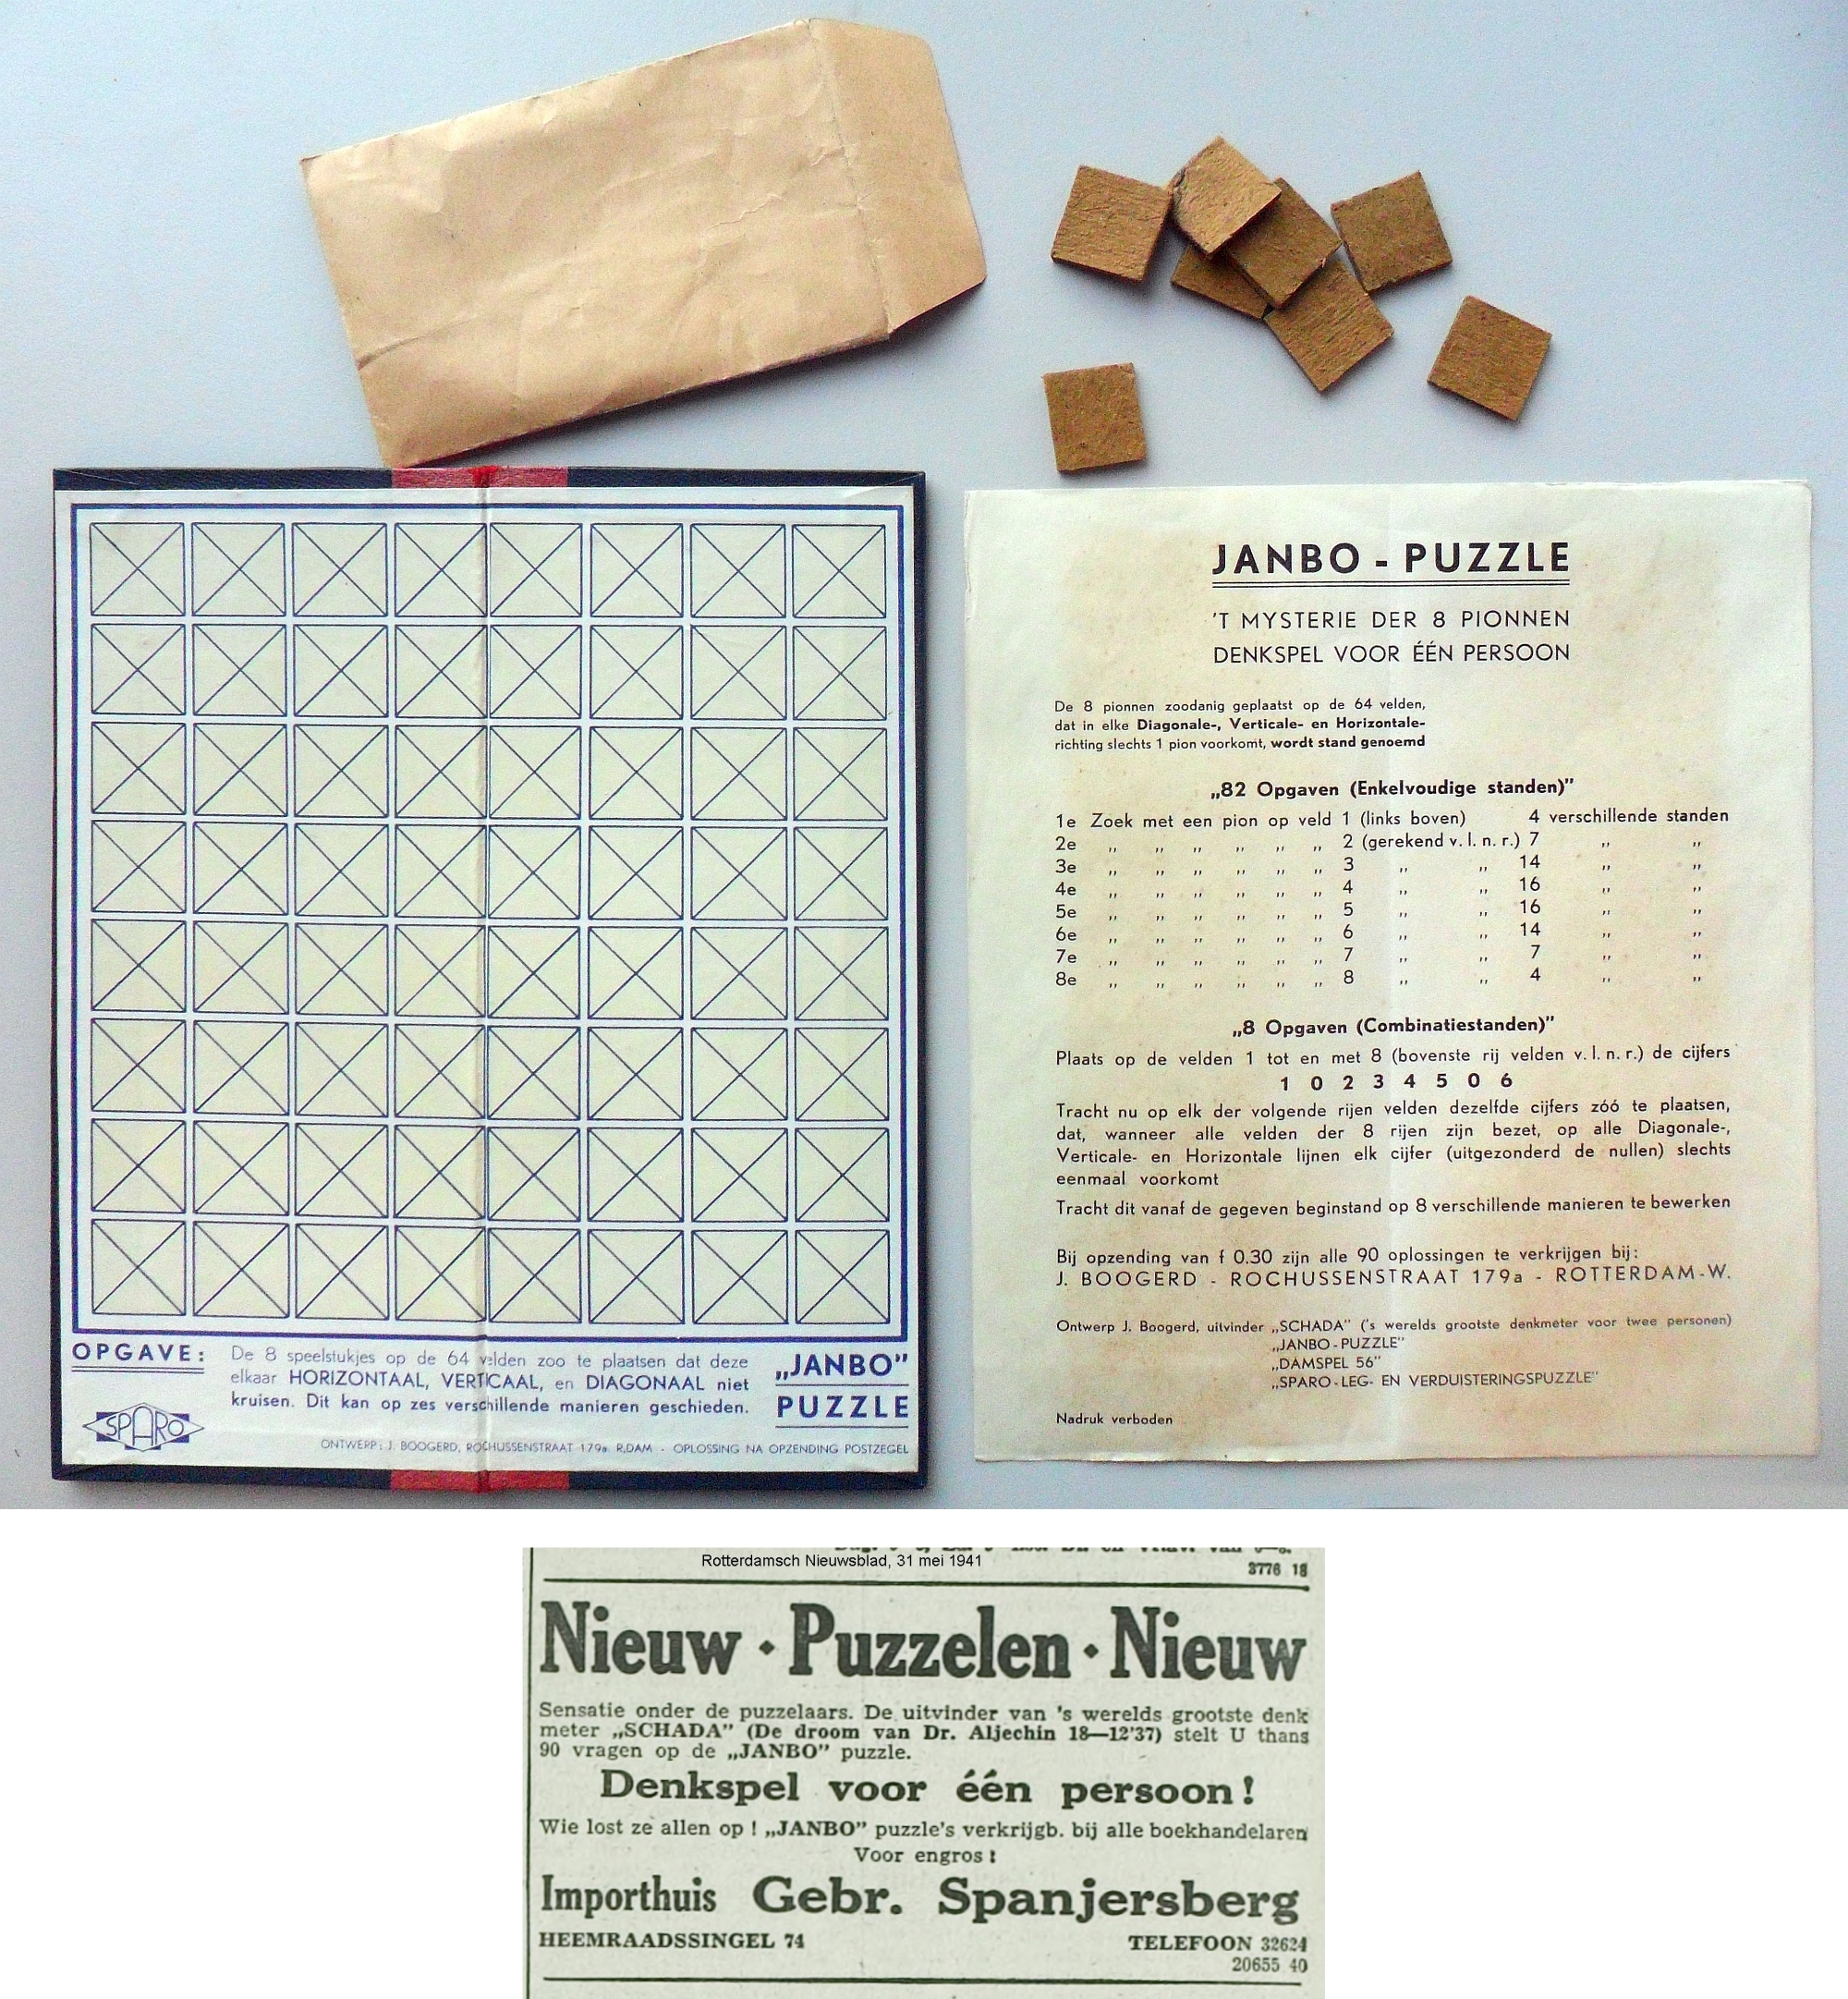 OPGAVE:
De 8 speelstukjes op de 64 velden zoo te plaatsen dat deze
elkaar HORIZONTAAL, VERTICAAL, en DIAGONAAL niet
kruisen. Dit kan op zes verschillende manieren geschieden.
„JANBO”
PUZZLE
SPARO
ONTWERP: J. BOOGERD, ROCHUSSENSTRAAT 179a R,DAM - OPLOSSING NA OPZENDING POSTZEGEL
JANBO - PUZZLE
'T MYSTERIE DER 8 PIONNEN
DENKSPEL VOOR ÉÉN PERSOON
De 8 pionnen zoodanig geplaatst op de 64 velden,
dat in elke Diagonale-, Verticale- en Horizontale-
richting slechts 1 pion voorkomt, wordt stand genoemd
„82 Opgaven (Enkelvoudige standen)”
1e Zoek met een pion op veld 1 (links boven) 4 verschillende standen
2e „ „ „ „ „ „ 2 (gerekend v. l. n. r.) 7 „ „
3e „ „ „ „ „ „ 3 „ „ 14 „ „
4e „ „ „ „ „ „ 4 „ „ 16 „ „
5e „ „ „ „ „ „ 5 „ „ 16 „ „
6e „ „ „ „ „ „ 6 „ „ 14 „ „
7e „ „ „ „ „ „ 7 „ „ 7 „ „
8e „ „ „ „ „ „ 8 „ „ 4 „ „
„8 Opgaven (Combinatiestanden)”
Plaats op de velden 1 tot en met 8 (bovenste rij velden v. l. n. r.) de cijfers
1 0 2 3 4 5 0 6
Tracht nu op elk der volgende rijen velden dezelfde cijfers zóó te plaatsen,
dat, wanneer alle velden der 8 rijen zijn bezet, op alle Diagonale-,
Verticale- en Horizontale lijnen elk cijfer (uitgezonderd de nullen) slechts
eenmaal voorkomt
Tracht dit vanaf de gegeven beginstand op 8 verschillende manieren te bewerken
Bij opzending van f 0.30 zijn alle 90 oplossingen te verkrijgen bij:
J. BOOGERD - ROCHUSSENSTRAAT 179a - ROTTERDAM-W.
Ontwerp J. Boogerd, uitvinder „SCHADA” ('s werelds grootste denkmeter voor twee personen)
„JANBO-PUZZLE”
„DAMSPEL 56”
„SPARO-LEG- EN VERDUISTERINGSPUZZLE”
Nadruk verboden
Rotterdamsch Nieuwsblad, 31 mei 1941
3776 18
Nieuw · Puzzelen · Nieuw
Sensatie onder de puzzelaars. De uitvinder van 's werelds grootste denk
meter „SCHADA” (De droom van Dr. Aljechin 18—12'37) stelt U thans
90 vragen op de „JANBO” puzzle.
Denkspel voor één persoon!
Wie lost ze allen op! „JANBO” puzzle's verkrijgb. bij alle boekhandelaren
Voor engros:
Importhuis Gebr. Spanjersberg
HEEMRAADSSINGEL 74 TELEFOON 32624
20655 40